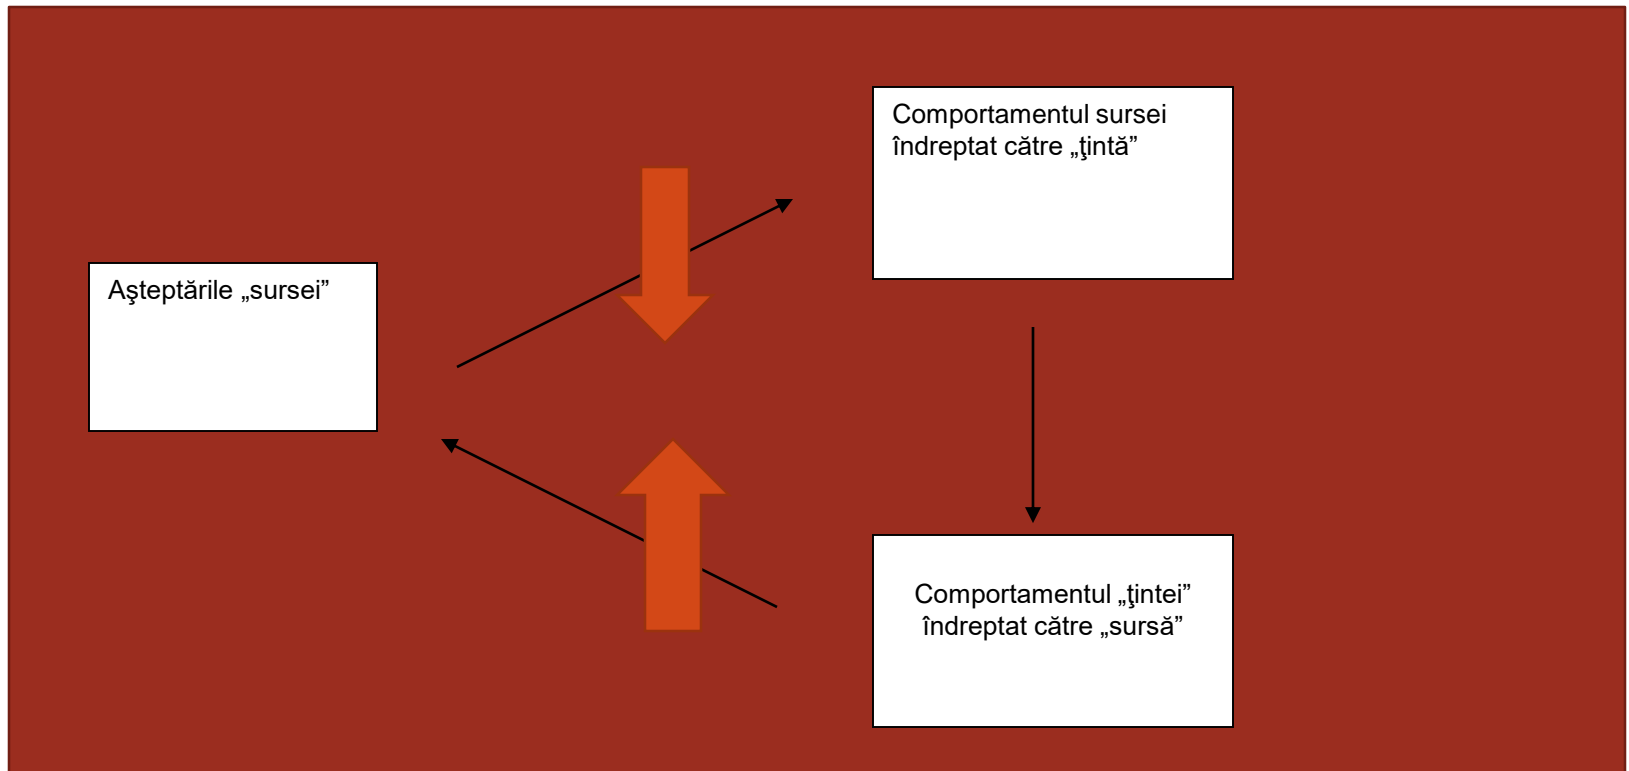 Comportamentul sursei
îndreptat către „ţintă”
Aşteptările „sursei”
Comportamentul „ţintei”
îndreptat către „sursă”